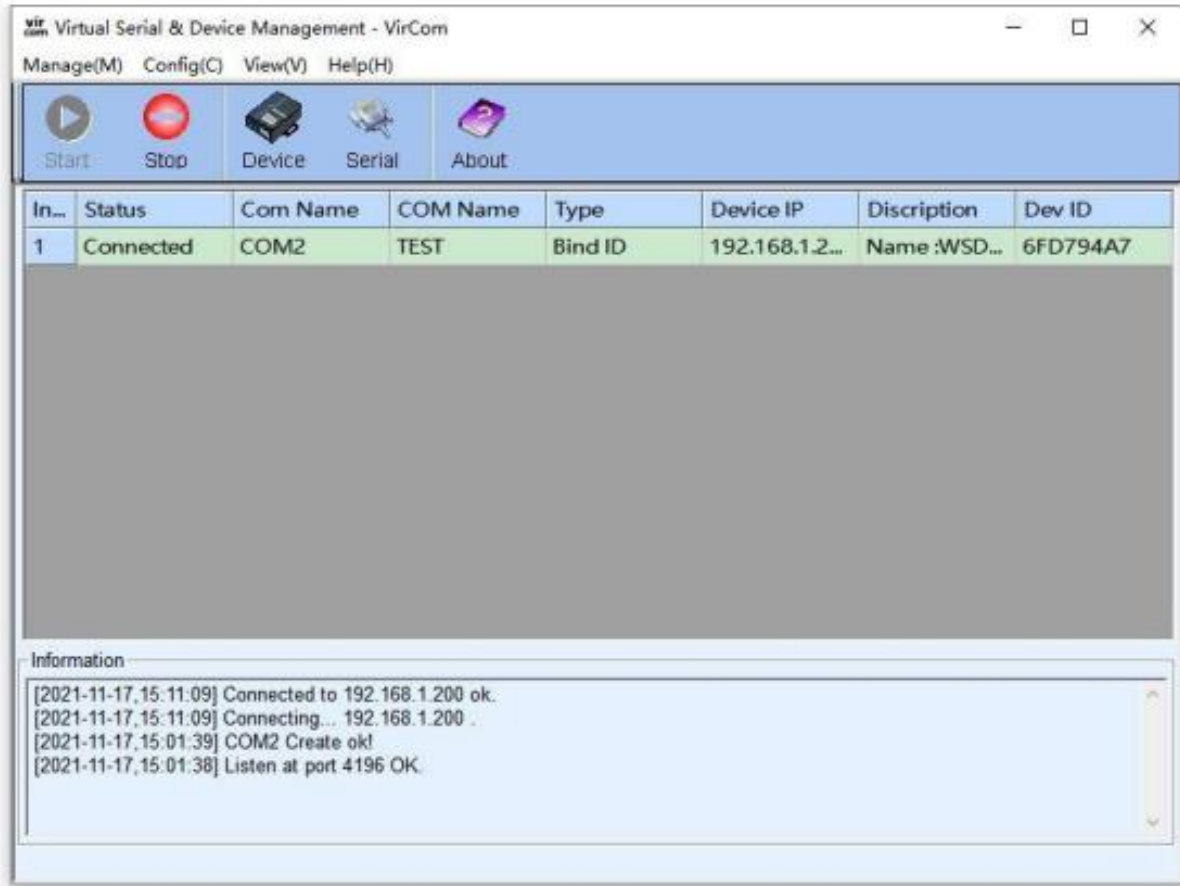 vir com Virtual Serial & Device Management - VirCom
Manage(M) Config(C) View(V) Help(H)
Start Stop Device Serial About
In... Status Com Name COM Name Type Device IP Discription Dev ID
1 Connected COM2 TEST Bind ID 192.168.1.2... Name :WSD... 6FD794A7
Information
[2021-11-17,15:11:09] Connected to 192.168.1.200 ok.
[2021-11-17,15:11:09] Connecting... 192.168.1.200 .
[2021-11-17,15:01:39] COM2 Create ok!
[2021-11-17,15:01:38] Listen at port 4196 OK.